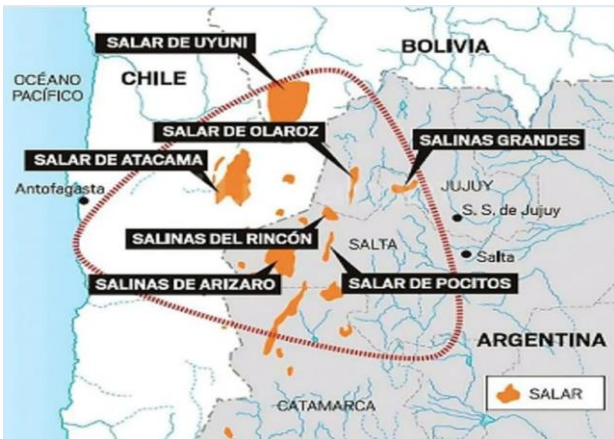 SALAR DE UYUNI
BOLIVIA
OCÉANO
PACÍFICO
CHILE
SALAR DE OLAROZ
SALINAS GRANDES
SALAR DE ATACAMA
Antofagasta
JUJUY
S. S. de Jujuy
SALINAS DEL RINCÓN
SALTA
Salta
SALINAS DE ARIZARO
SALAR DE POCITOS
ARGENTINA
SALAR
CATAMARCA